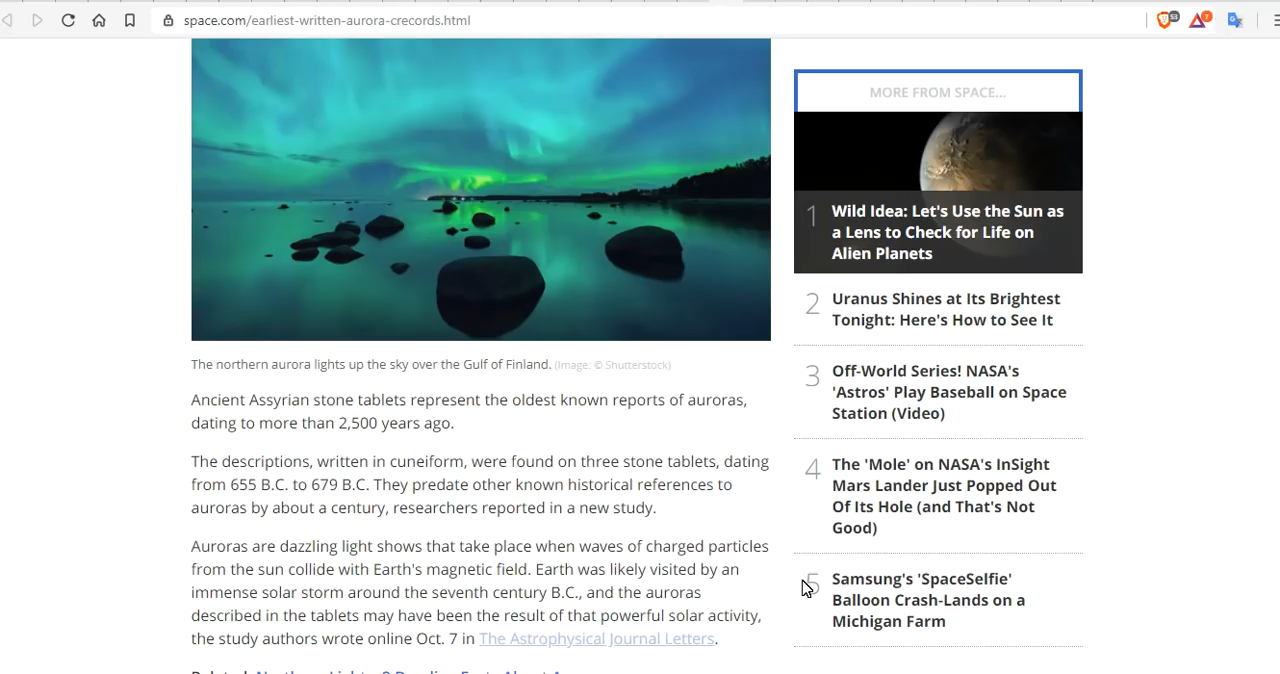 space.com/earliest-written-aurora-crecords.html
MORE FROM SPACE...
1
Wild Idea: Let's Use the Sun as
a Lens to Check for Life on
Alien Planets
2
Uranus Shines at Its Brightest
Tonight: Here's How to See It
3
Off-World Series! NASA's
'Astros' Play Baseball on Space
Station (Video)
4
The 'Mole' on NASA's InSight
Mars Lander Just Popped Out
Of Its Hole (and That's Not
Good)
5
Samsung's 'SpaceSelfie'
Balloon Crash-Lands on a
Michigan Farm
The northern aurora lights up the sky over the Gulf of Finland. (Image: © Shutterstock)
Ancient Assyrian stone tablets represent the oldest known reports of auroras,
dating to more than 2,500 years ago.
The descriptions, written in cuneiform, were found on three stone tablets, dating
from 655 B.C. to 679 B.C. They predate other known historical references to
auroras by about a century, researchers reported in a new study.
Auroras are dazzling light shows that take place when waves of charged particles
from the sun collide with Earth's magnetic field. Earth was likely visited by an
immense solar storm around the seventh century B.C., and the auroras
described in the tablets may have been the result of that powerful solar activity,
the study authors wrote online Oct. 7 in The Astrophysical Journal Letters.